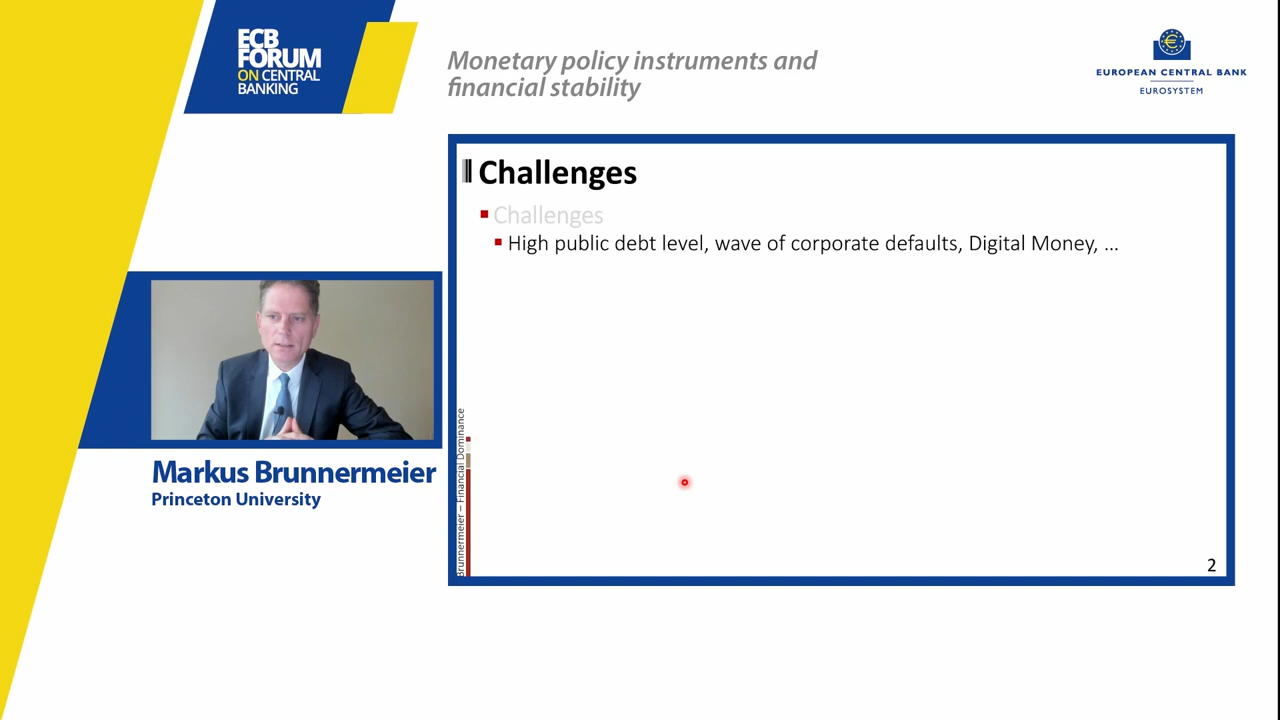 ECB
FORUM
ON CENTRAL
BANKING
Monetary policy instruments and
financial stability
EUROPEAN CENTRAL BANK
EUROSYSTEM
Challenges
Challenges
High public debt level, wave of corporate defaults, Digital Money, ...
Brunnermeier – Financial Dominance
2
Markus Brunnermeier
Princeton University